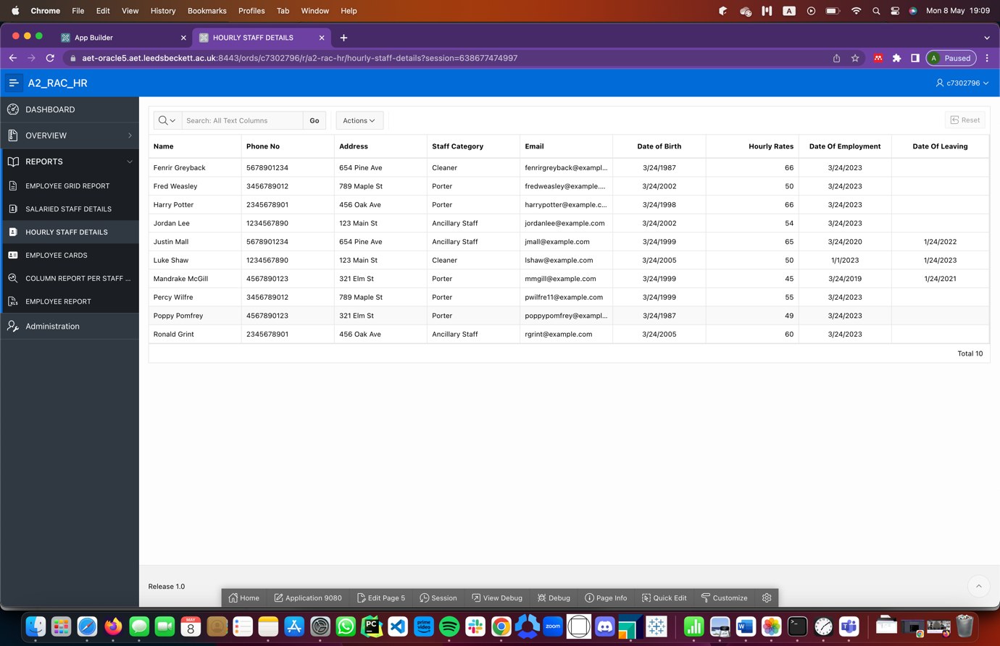 Chrome File Edit View History Bookmarks Profiles Tab Window Help A Mon 8 May 19:09
App Builder HOURLY STAFF DETAILS
aet-oracle5.aet.leedsbeckett.ac.uk:8443/ords/c7302796/r/a2-rac-hr/hourly-staff-details?session=638677474997 A Paused
A2_RAC_HR c7302796
DASHBOARD
OVERVIEW
REPORTS
EMPLOYEE GRID REPORT
SALARIED STAFF DETAILS
HOURLY STAFF DETAILS
EMPLOYEE CARDS
COLUMN REPORT PER STAFF ...
EMPLOYEE REPORT
Administration
Search: All Text Columns Go Actions Reset
Name Phone No Address Staff Category Email Date of Birth Hourly Rates Date Of Employment Date Of Leaving
Fenrir Greyback 5678901234 654 Pine Ave Cleaner fenrirgreyback@exampl... 3/24/1987 66 3/24/2023
Fred Weasley 3456789012 789 Maple St Porter fredweasley@example.... 3/24/2002 50 3/24/2023
Harry Potter 2345678901 456 Oak Ave Porter harrypotter@example.c... 3/24/1998 66 3/24/2023
Jordan Lee 1234567890 123 Main St Ancillary Staff jordanlee@example.com 3/24/2002 54 3/24/2023
Justin Mall 5678901234 654 Pine Ave Ancillary Staff jmall@example.com 3/24/1999 65 3/24/2020 1/24/2022
Luke Shaw 1234567890 123 Main St Cleaner lshaw@example.com 3/24/2005 50 1/1/2023 1/24/2023
Mandrake McGill 4567890123 321 Elm St Porter mmgill@example.com 3/24/1999 45 3/24/2019 1/24/2021
Percy Wilfre 3456789012 789 Maple St Porter pwilfre11@example.com 3/24/1999 55 3/24/2023
Poppy Pomfrey 4567890123 321 Elm St Porter poppypomfrey@exampl... 3/24/1987 49 3/24/2023
Ronald Grint 2345678901 456 Oak Ave Ancillary Staff rgrint@example.com 3/24/2005 60 3/24/2023
Total 10
Release 1.0
Home Application 9080 Edit Page 5 Session View Debug Debug Page Info Quick Edit Customize
MAY
8
PC
prime video
zoom
W